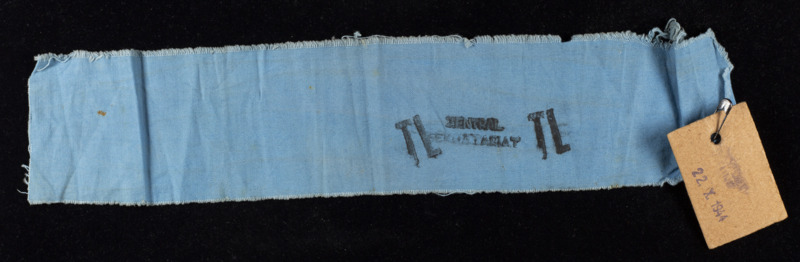 TL ZENTRAL TL
SEKRETARIAT
22. X. 1944